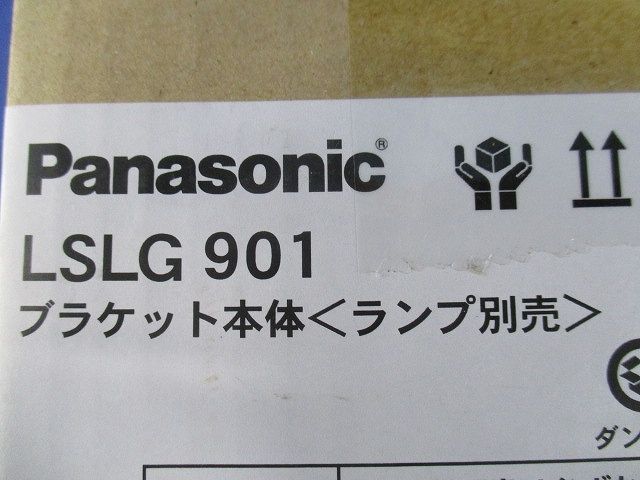 Panasonic®
LSLG 901
ブラケット本体＜ランプ別売＞
ダン